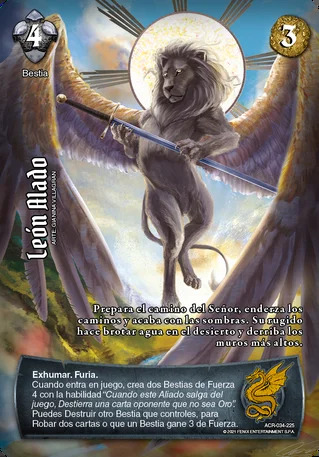 4
3
Bestia
León Alado
ARTE: GIANINA VILLAGRÁN
Prepara el camino del Señor, enderza los
caminos y acaba con las sombras. Su rugido
hace brotar agua en el desierto y derriba los
muros más altos.
Exhumar. Furia.
Cuando entra en juego, crea dos Bestias de Fuerza
4 con la habilidad “Cuando este Aliado salga del
juego, Destierra una carta oponente que no sea Oro”.
Puedes Destruir otro Bestia que controles, para
Robar dos cartas o que un Bestia gane 3 de Fuerza.
ACR-034-225
© 2021 FENIX ENTERTAINMENT S.P.A.